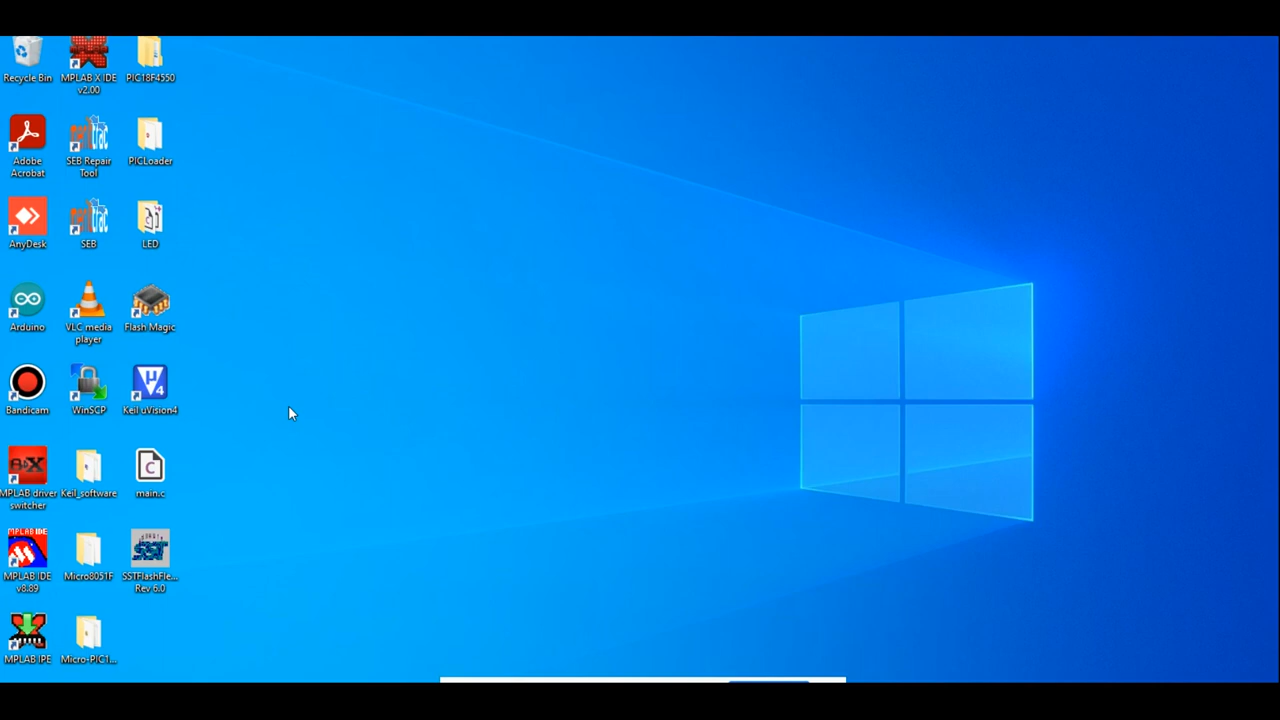 Recycle Bin
MPLAB X IDE
v2.00
PIC18F4550
Adobe
Acrobat
SEB Repair
Tool
PICLoader
AnyDesk
SEB
LED
Arduino
VLC media
player
Flash Magic
Bandicam
WinSCP
Keil uVision4
MPLAB driver
switcher
Keil_software
main.c
MPLAB IDE
v8.89
Micro8051F
SSTFlashFle...
Rev 6.0
MPLAB IPE
Micro-PIC1...